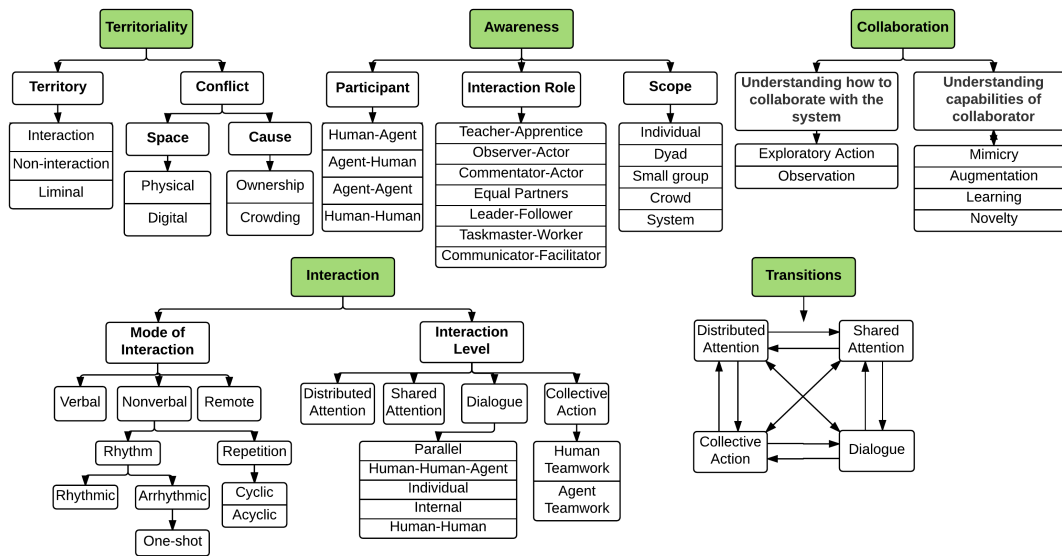 Territoriality
Territory
Conflict
Interaction
Non-interaction
Liminal
Space
Cause
Physical
Digital
Ownership
Crowding
Awareness
Participant
Interaction Role
Scope
Human-Agent
Agent-Human
Agent-Agent
Human-Human
Teacher-Apprentice
Observer-Actor
Commentator-Actor
Equal Partners
Leader-Follower
Taskmaster-Worker
Communicator-Facilitator
Individual
Dyad
Small group
Crowd
System
Collaboration
Understanding how to
collaborate with the
system
Understanding
capabilities of
collaborator
Exploratory Action
Observation
Mimicry
Augmentation
Learning
Novelty
Interaction
Mode of
Interaction
Interaction
Level
Verbal
Nonverbal
Remote
Rhythm
Repetition
Rhythmic
Arrhythmic
Cyclic
Acyclic
One-shot
Distributed
Attention
Shared
Attention
Dialogue
Collective
Action
Parallel
Human-Human-Agent
Individual
Internal
Human-Human
Human
Teamwork
Agent
Teamwork
Transitions
Distributed
Attention
Shared
Attention
Collective
Action
Dialogue